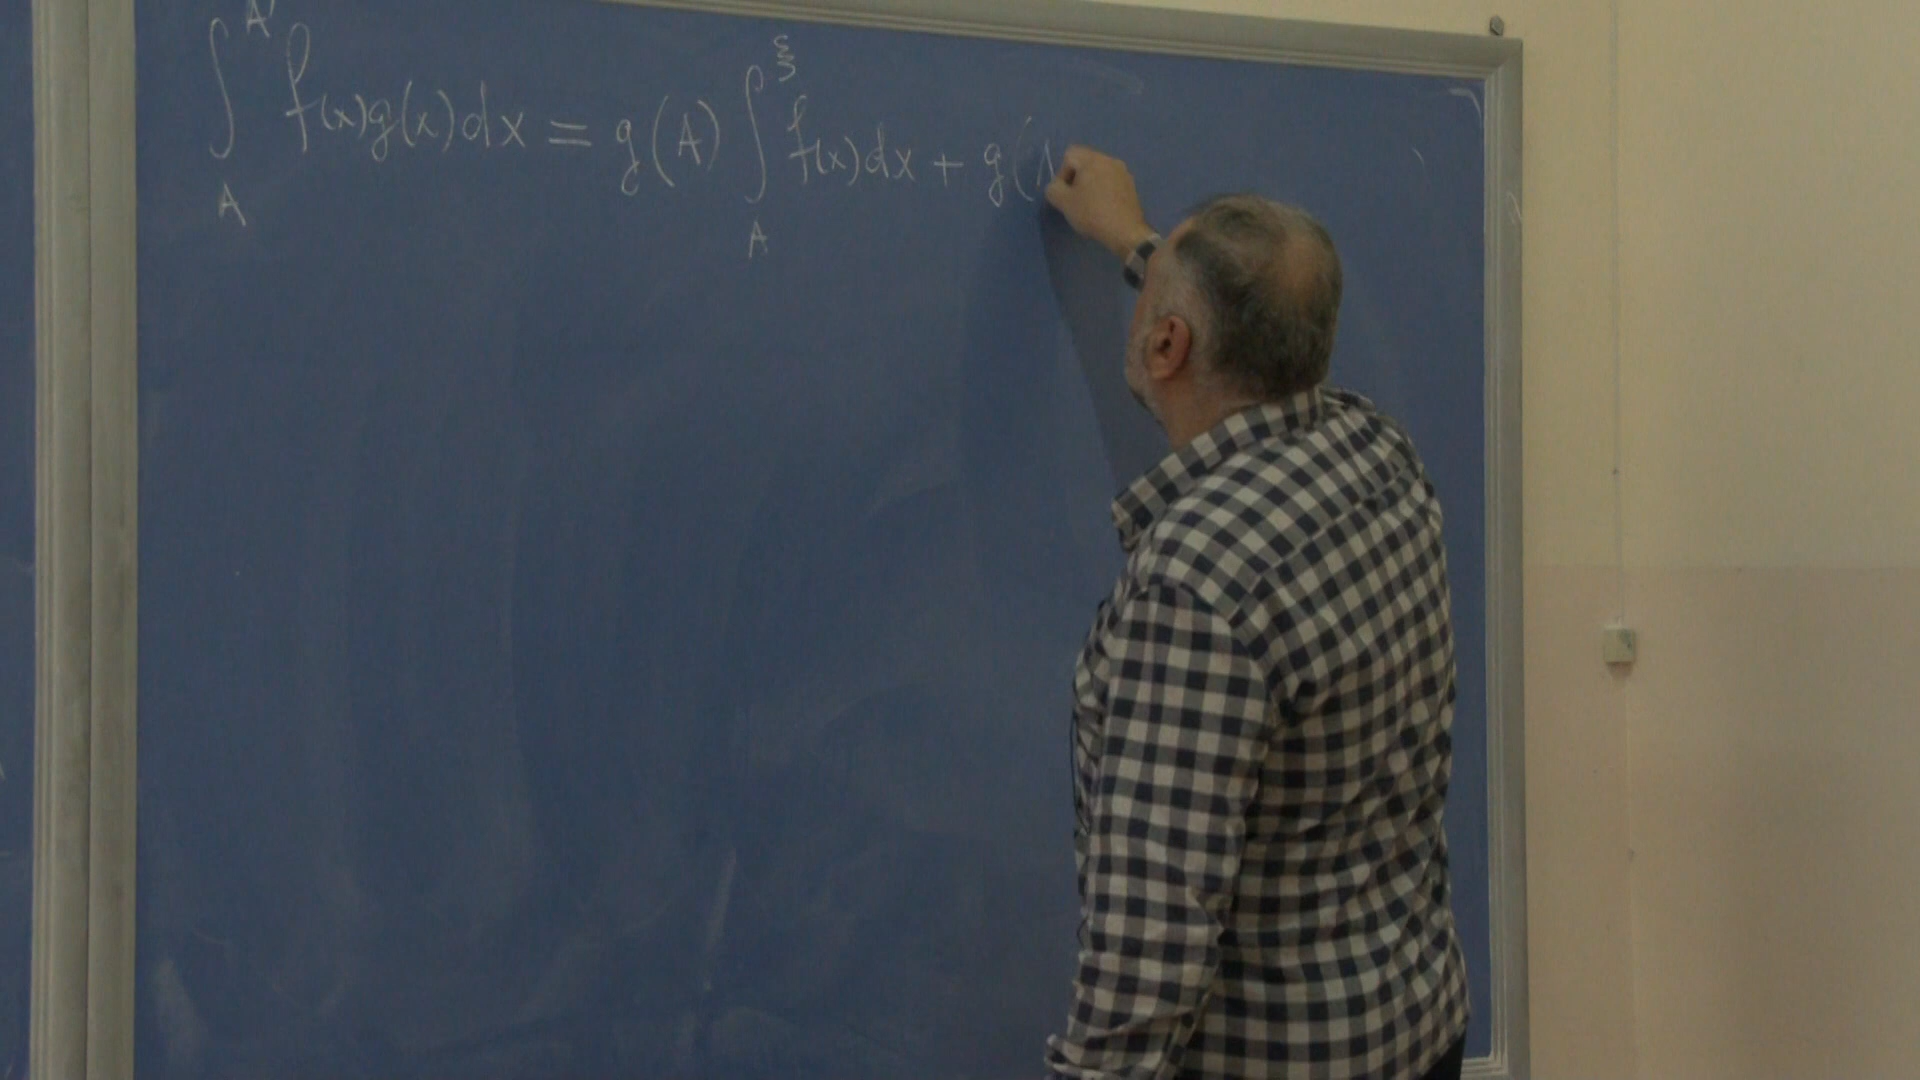 ∫_A^{A'} f(x)g(x)dx = g(A) ∫_A^ξ f(x)dx + g(A